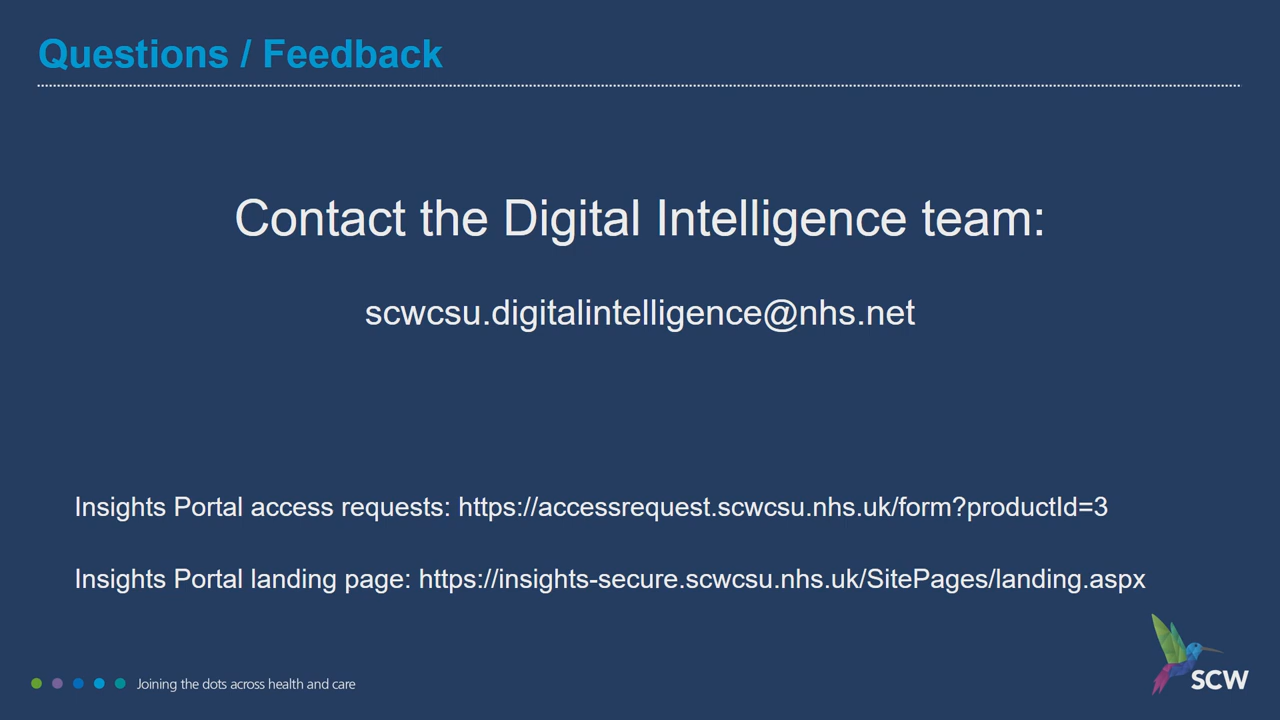 Questions / Feedback
Contact the Digital Intelligence team:
scwcsu.digitalintelligence@nhs.net
Insights Portal access requests: https://accessrequest.scwcsu.nhs.uk/form?productId=3
Insights Portal landing page: https://insights-secure.scwcsu.nhs.uk/SitePages/landing.aspx
Joining the dots across health and care
SCW